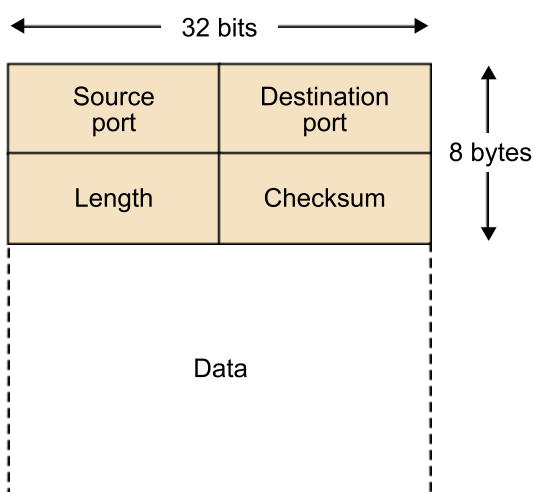 32 bits
Source
port
Destination
port
8 bytes
Length
Checksum
Data